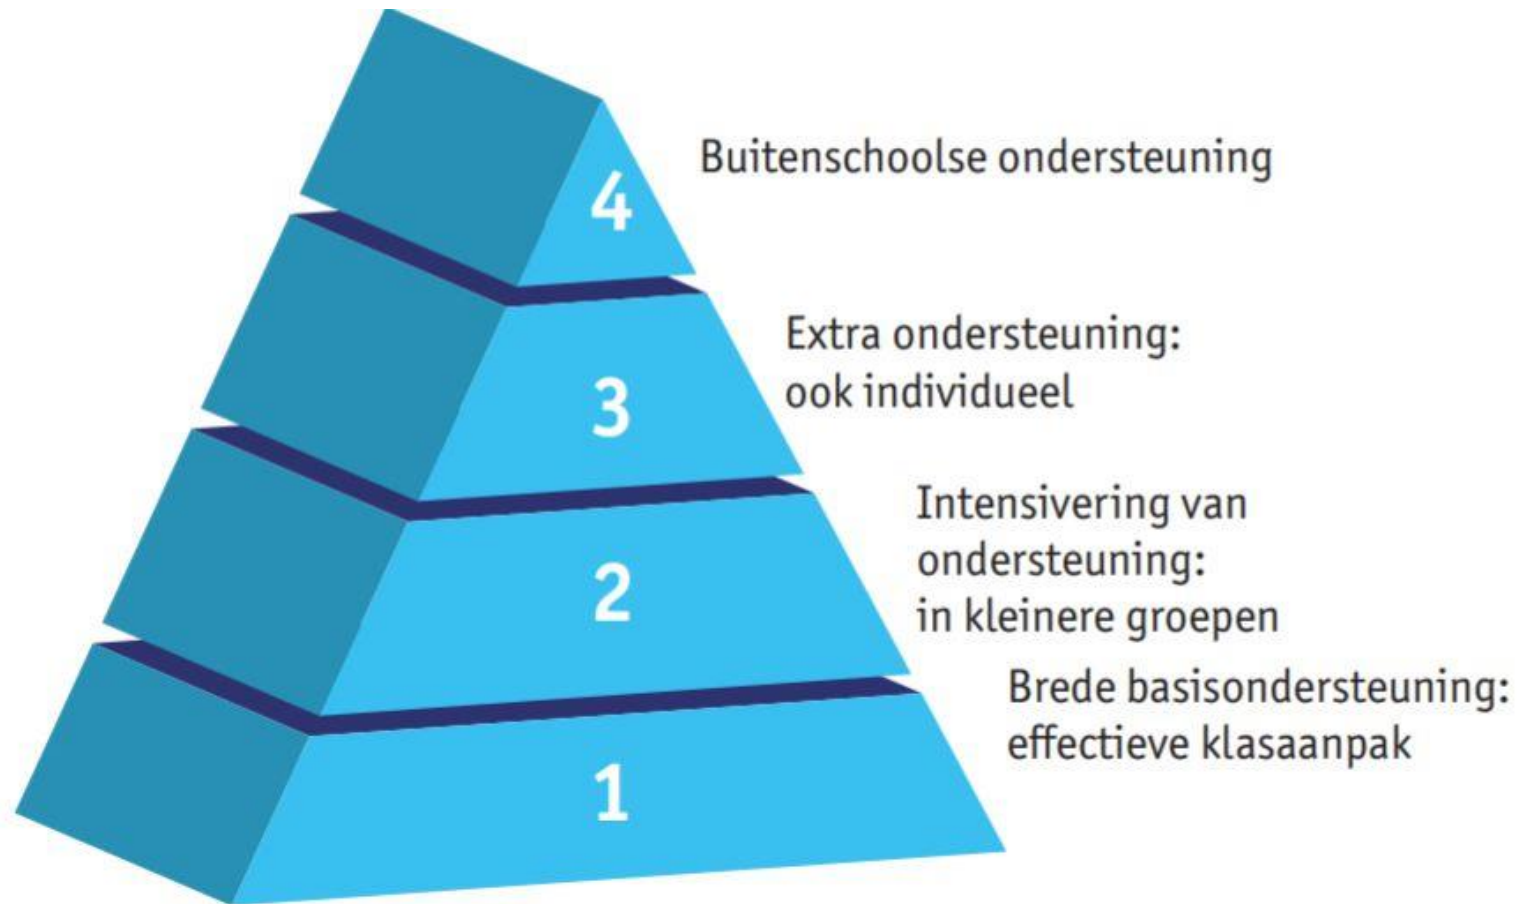 4
Buitenschoolse ondersteuning
3
Extra ondersteuning:
ook individueel
2
Intensivering van
ondersteuning:
in kleinere groepen
1
Brede basisondersteuning:
effectieve klasaanpak